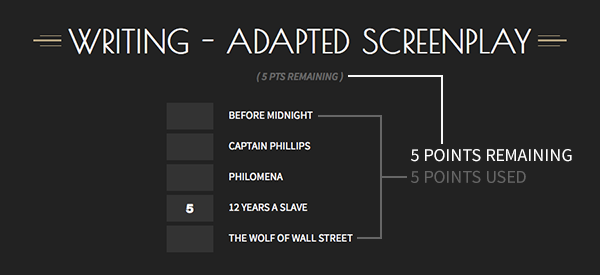 WRITING - ADAPTED SCREENPLAY
( 5 PTS REMAINING )
BEFORE MIDNIGHT
CAPTAIN PHILLIPS
PHILOMENA
5 12 YEARS A SLAVE
THE WOLF OF WALL STREET
5 POINTS REMAINING
5 POINTS USED